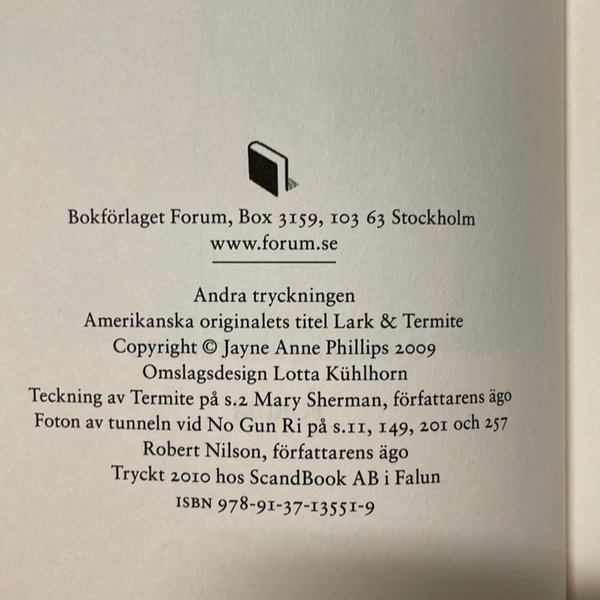 Bokförlaget Forum, Box 3159, 103 63 Stockholm
www.forum.se
Andra tryckningen
Amerikanska originalets titel Lark & Termite
Copyright © Jayne Anne Phillips 2009
Omslagsdesign Lotta Kühlhorn
Teckning av Termite på s.2 Mary Sherman, författarens ägo
Foton av tunneln vid No Gun Ri på s.11, 149, 201 och 257
Robert Nilson, författarens ägo
Tryckt 2010 hos ScandBook AB i Falun
ISBN 978-91-37-13551-9